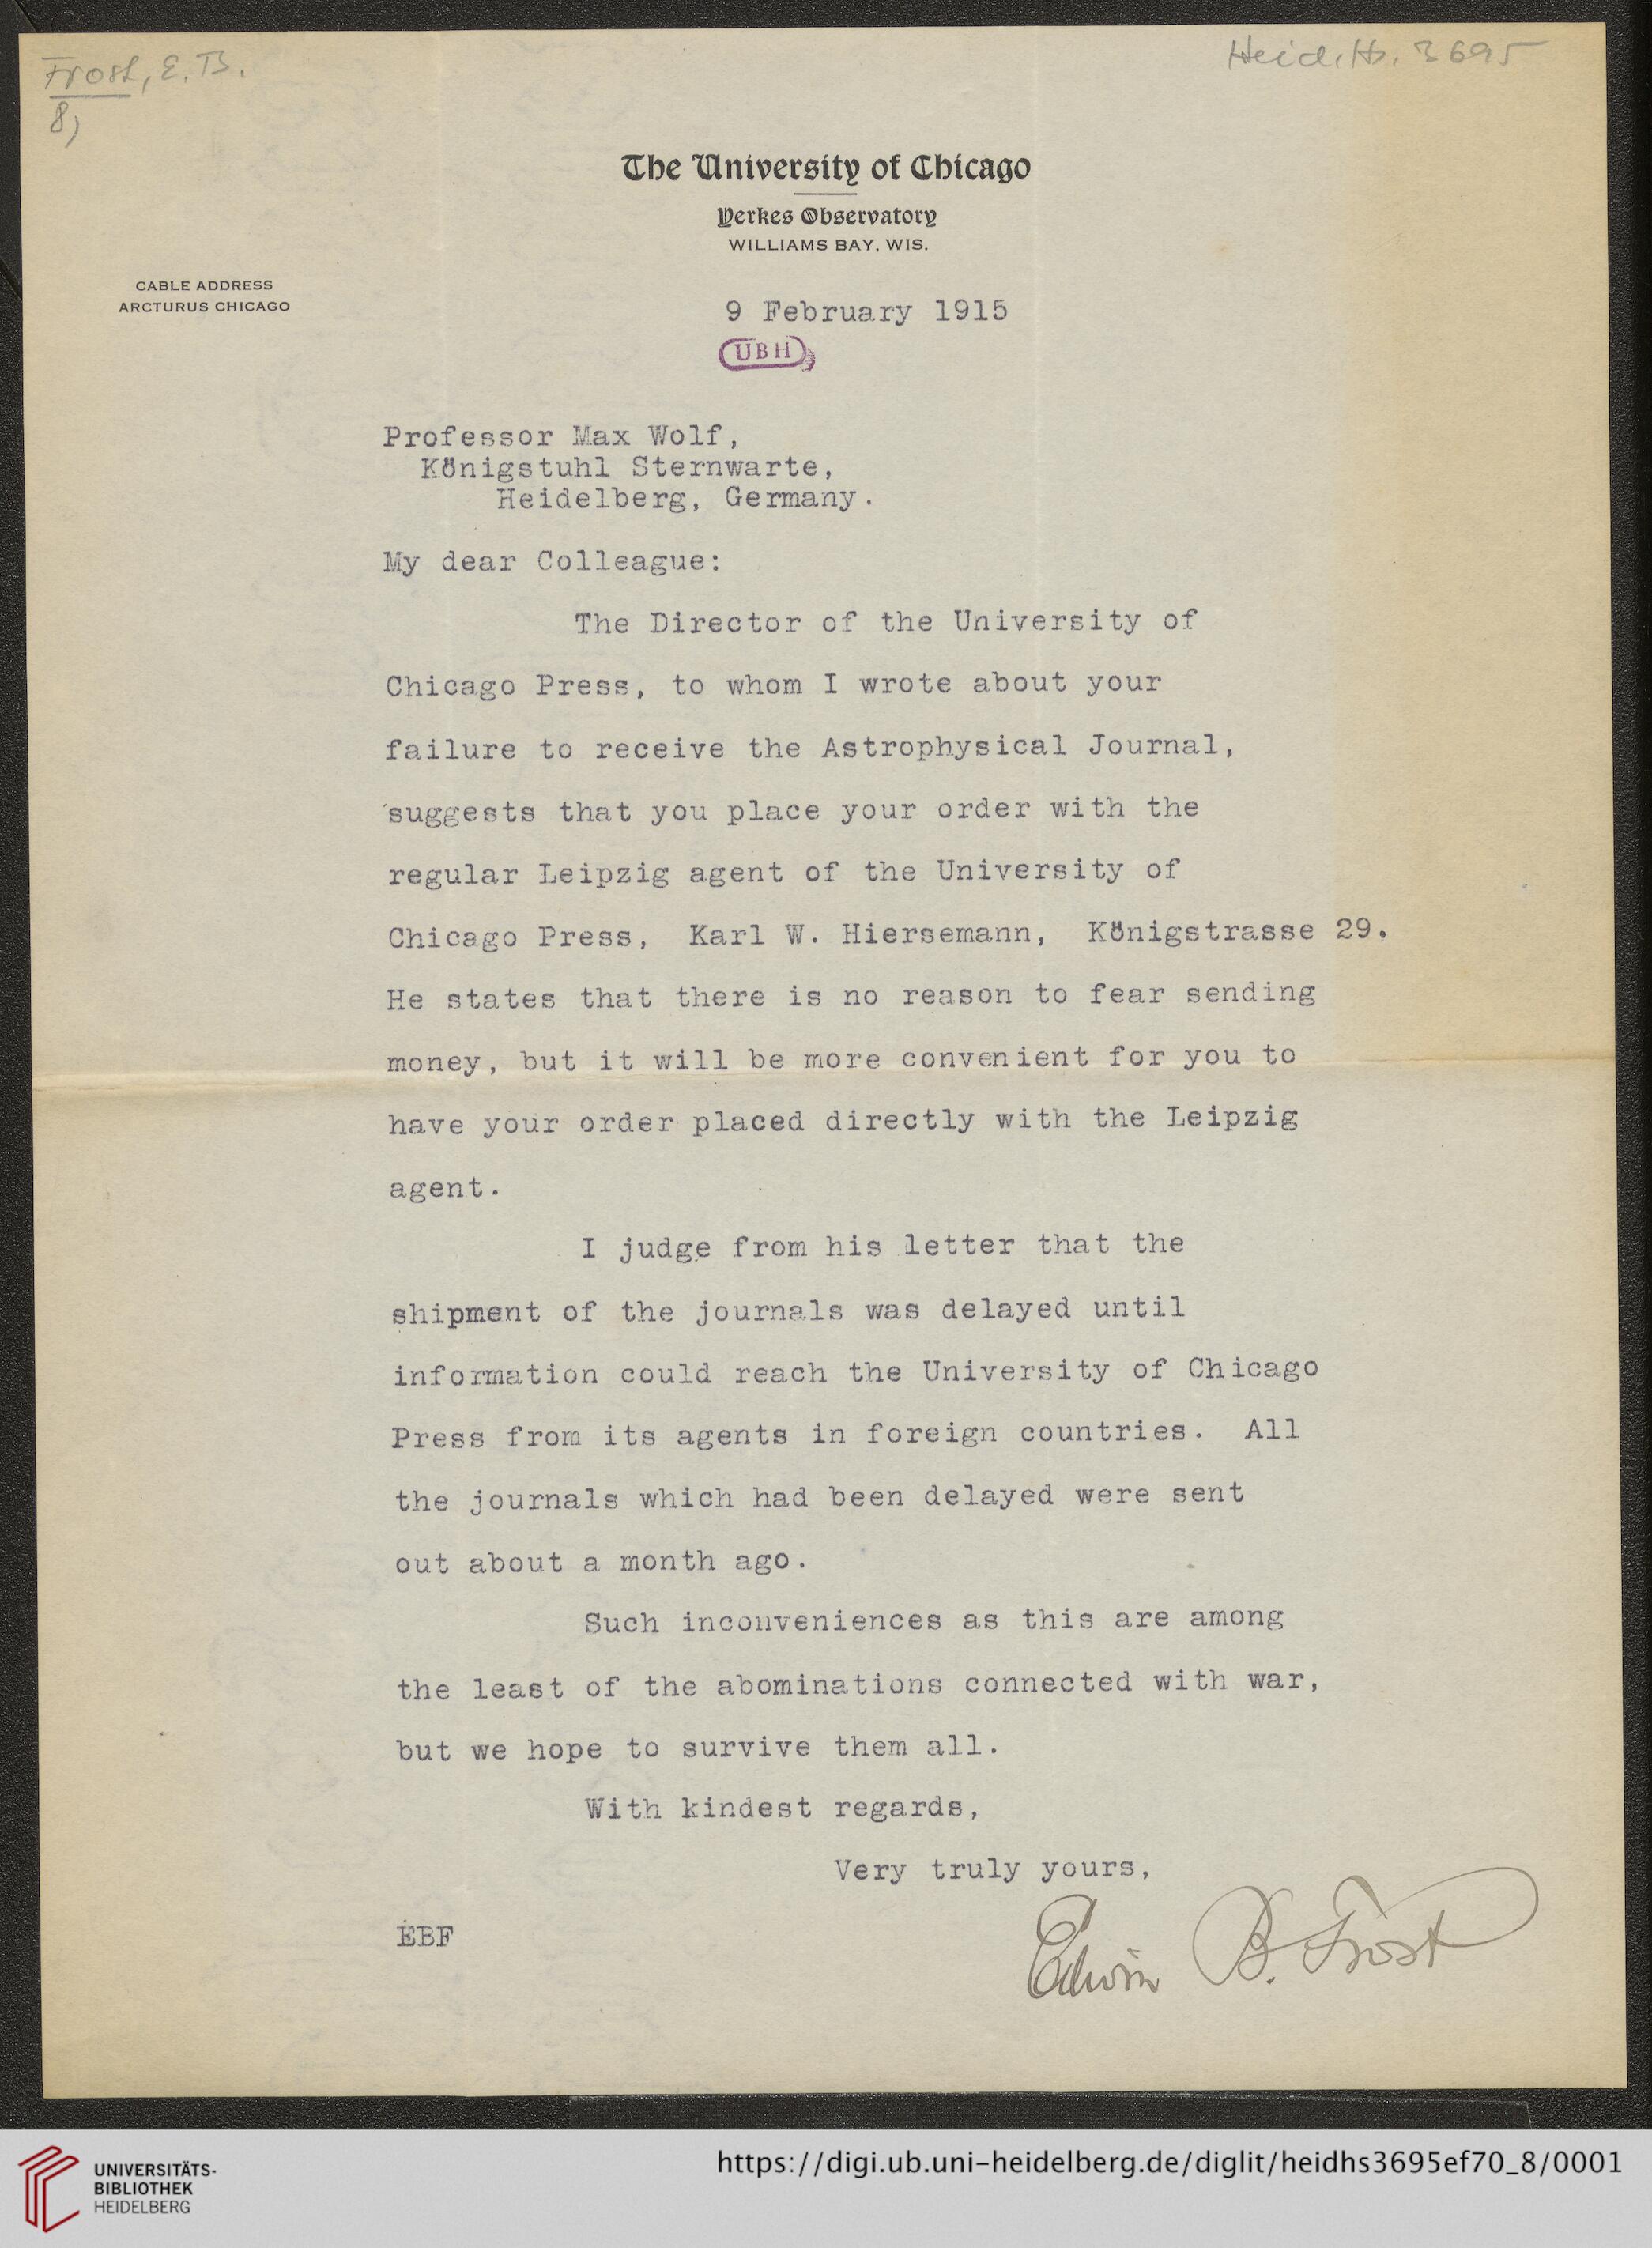 Frost, E. B.
8)
Heid. Hs. 3695
The University of Chicago
Yerkes Observatory
WILLIAMS BAY, WIS.
CABLE ADDRESS
ARCTURUS CHICAGO
9 February 1915
UBH
Professor Max Wolf,
Königstuhl Sternwarte,
Heidelberg, Germany.
My dear Colleague:
The Director of the University of
Chicago Press, to whom I wrote about your
failure to receive the Astrophysical Journal,
suggests that you place your order with the
regular Leipzig agent of the University of
Chicago Press, Karl W. Hiersemann, Königstrasse 29.
He states that there is no reason to fear sending
money, but it will be more convenient for you to
have your order placed directly with the Leipzig
agent.
I judge from his letter that the
shipment of the journals was delayed until
information could reach the University of Chicago
Press from its agents in foreign countries. All
the journals which had been delayed were sent
out about a month ago.
Such inconveniences as this are among
the least of the abominations connected with war,
but we hope to survive them all.
With kindest regards,
Very truly yours,
EBF
Edwin B. Frost
UNIVERSITÄTS-
BIBLIOTHEK
HEIDELBERG
https://digi.ub.uni-heidelberg.de/diglit/heidhs3695ef70_8/0001